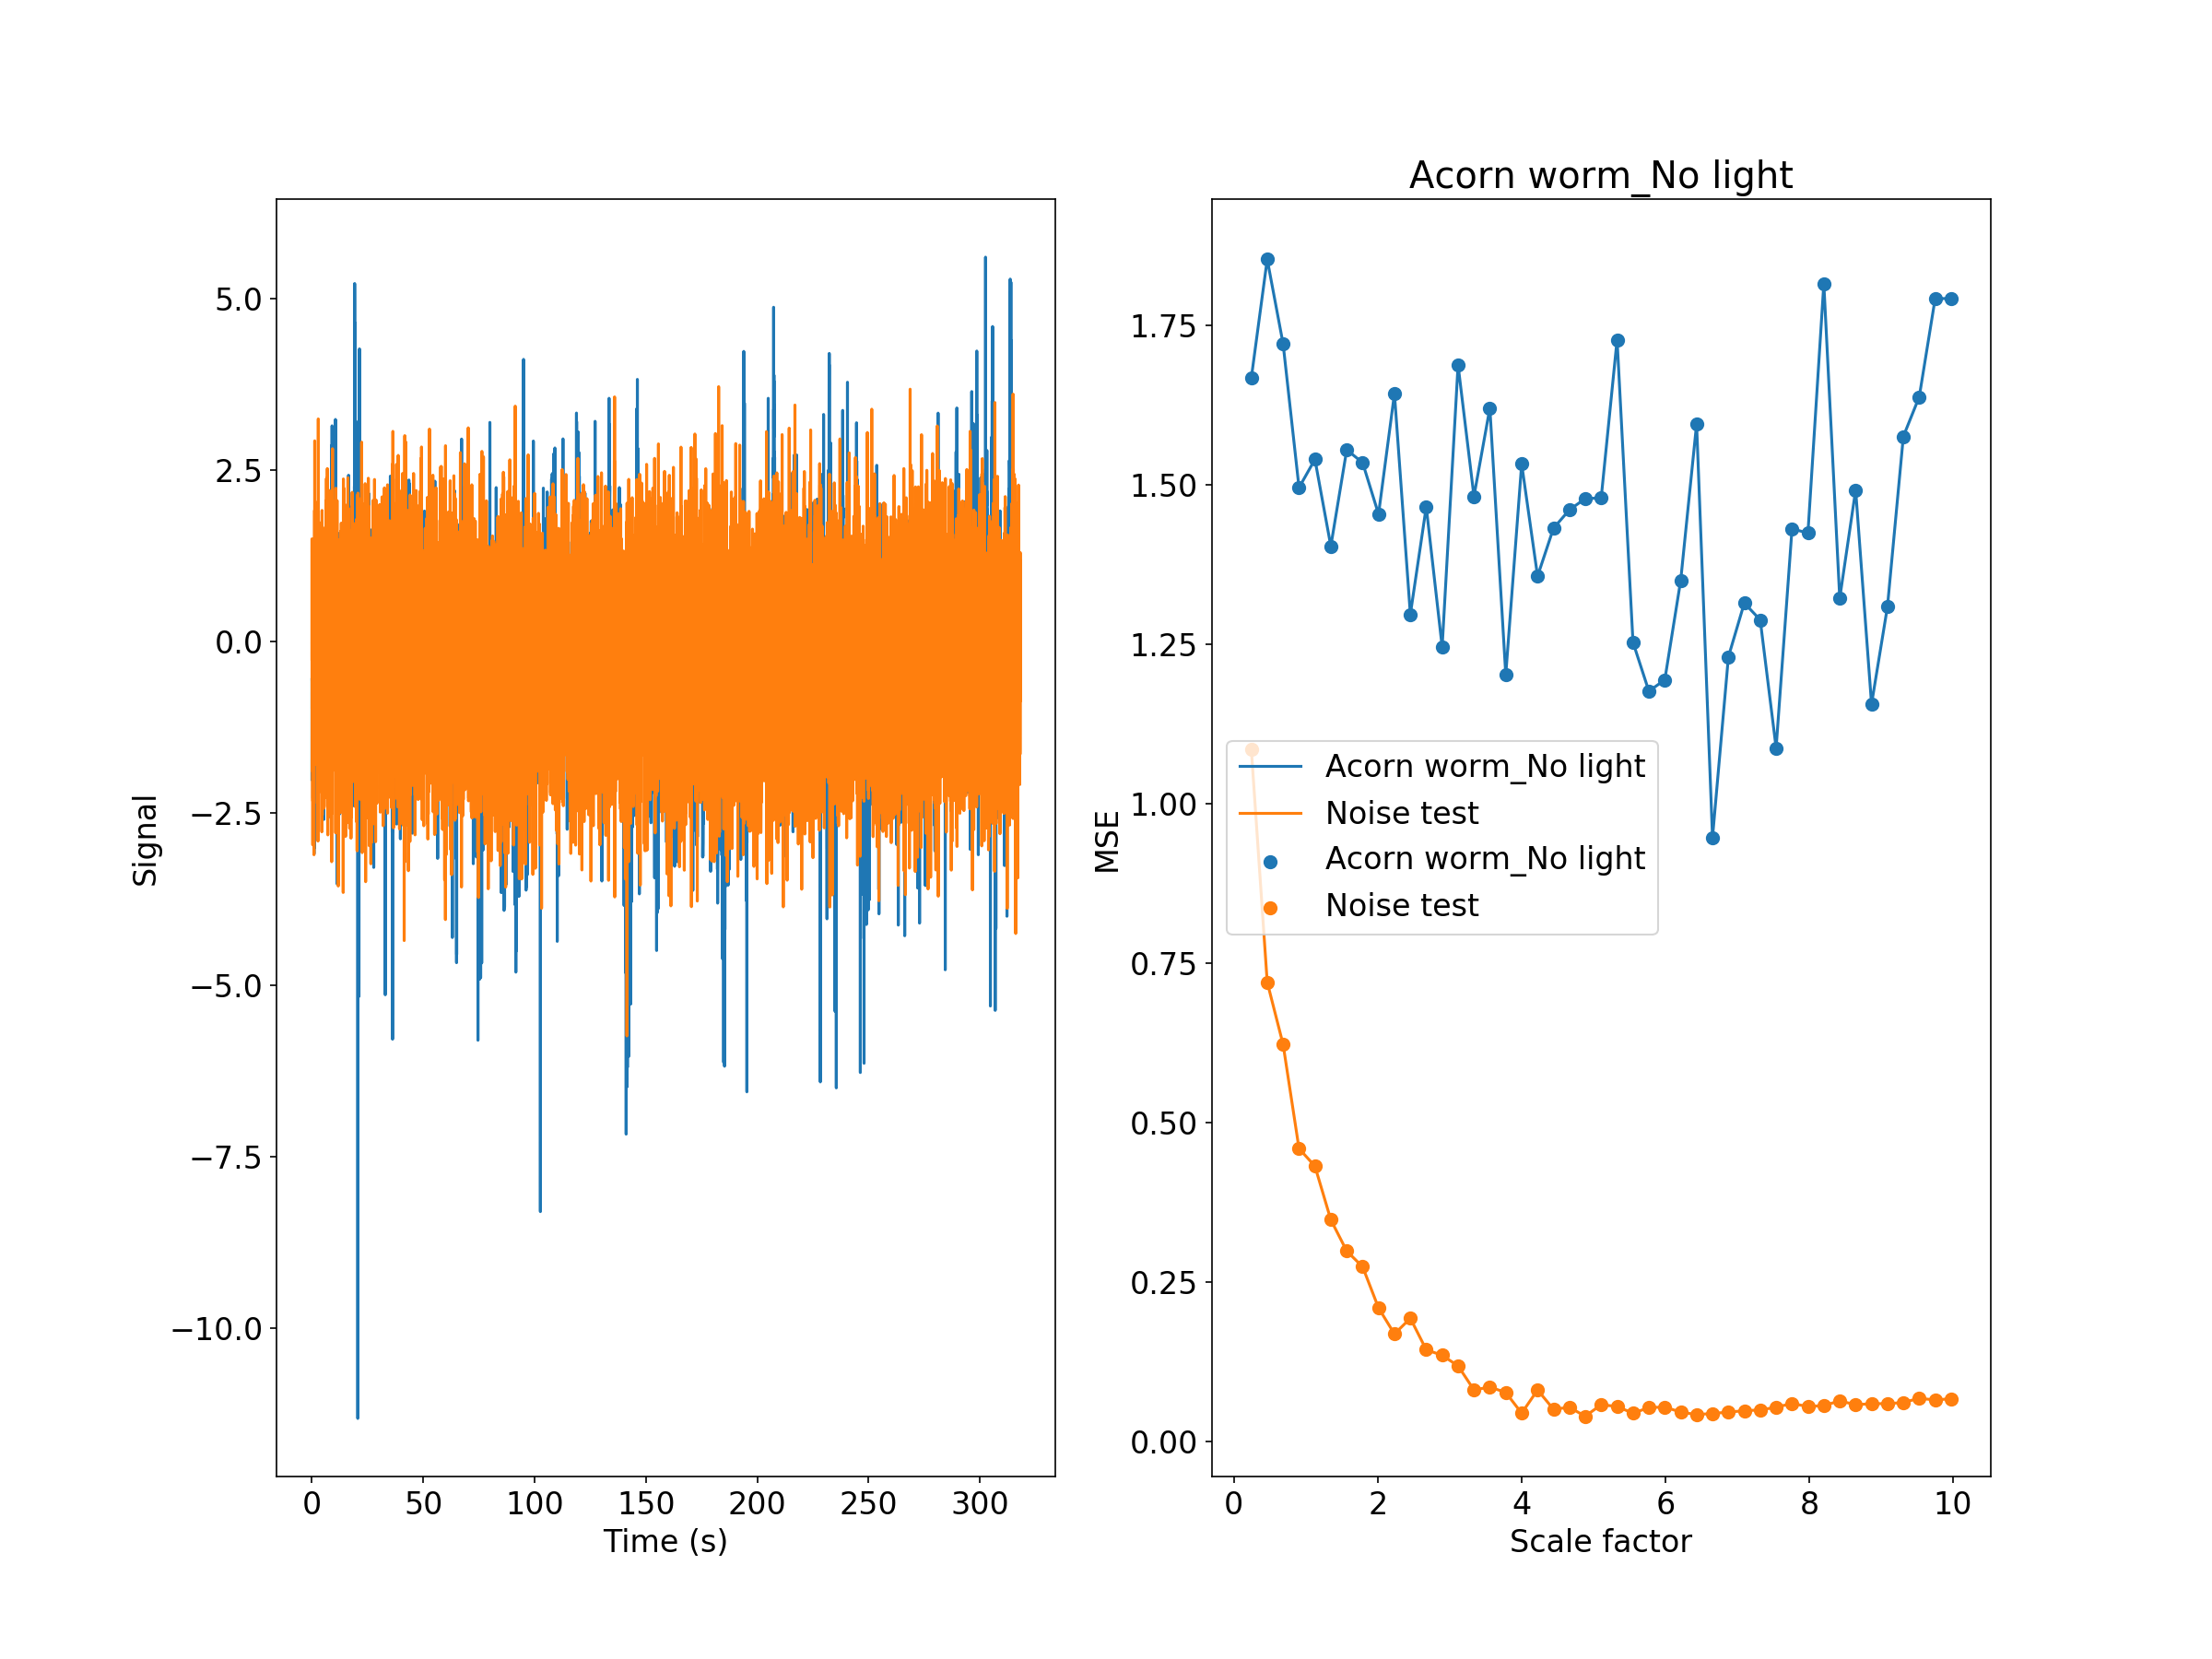 Acorn worm_No light
5.0
2.5
0.0
−2.5
−5.0
−7.5
−10.0
Signal
0 50 100 150 200 250 300
Time (s)
1.75
1.50
1.25
1.00
0.75
0.50
0.25
0.00
MSE
Acorn worm_No light
Noise test
Acorn worm_No light
Noise test
0 2 4 6 8 10
Scale factor